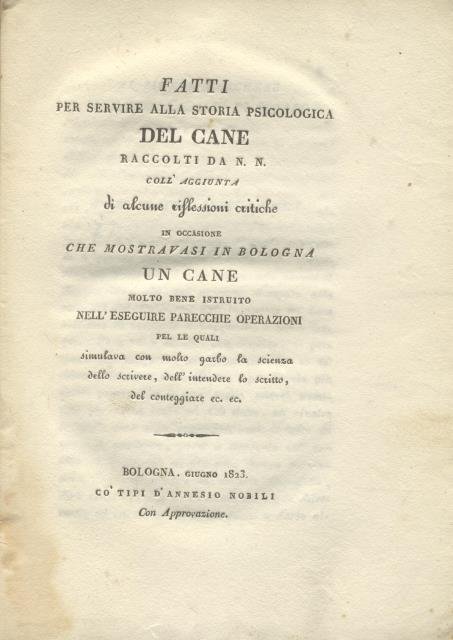 FATTI
PER SERVIRE ALLA STORIA PSICOLOGICA
DEL CANE
RACCOLTI DA N. N.
COLL' AGGIUNTA
di alcune riflessioni critiche
IN OCCASIONE
CHE MOSTRAVASI IN BOLOGNA
UN CANE
MOLTO BENE ISTRUITO
NELL' ESEGUIRE PARECCHIE OPERAZIONI
PEL LE QUALI
simulava con molto garbo la scienza
dello scrivere, dell' intendere lo scritto,
del conteggiare ec. ec.
BOLOGNA. GIUGNO 1823.
CO' TIPI D'ANNESIO NOBILI
Con Approvazione.